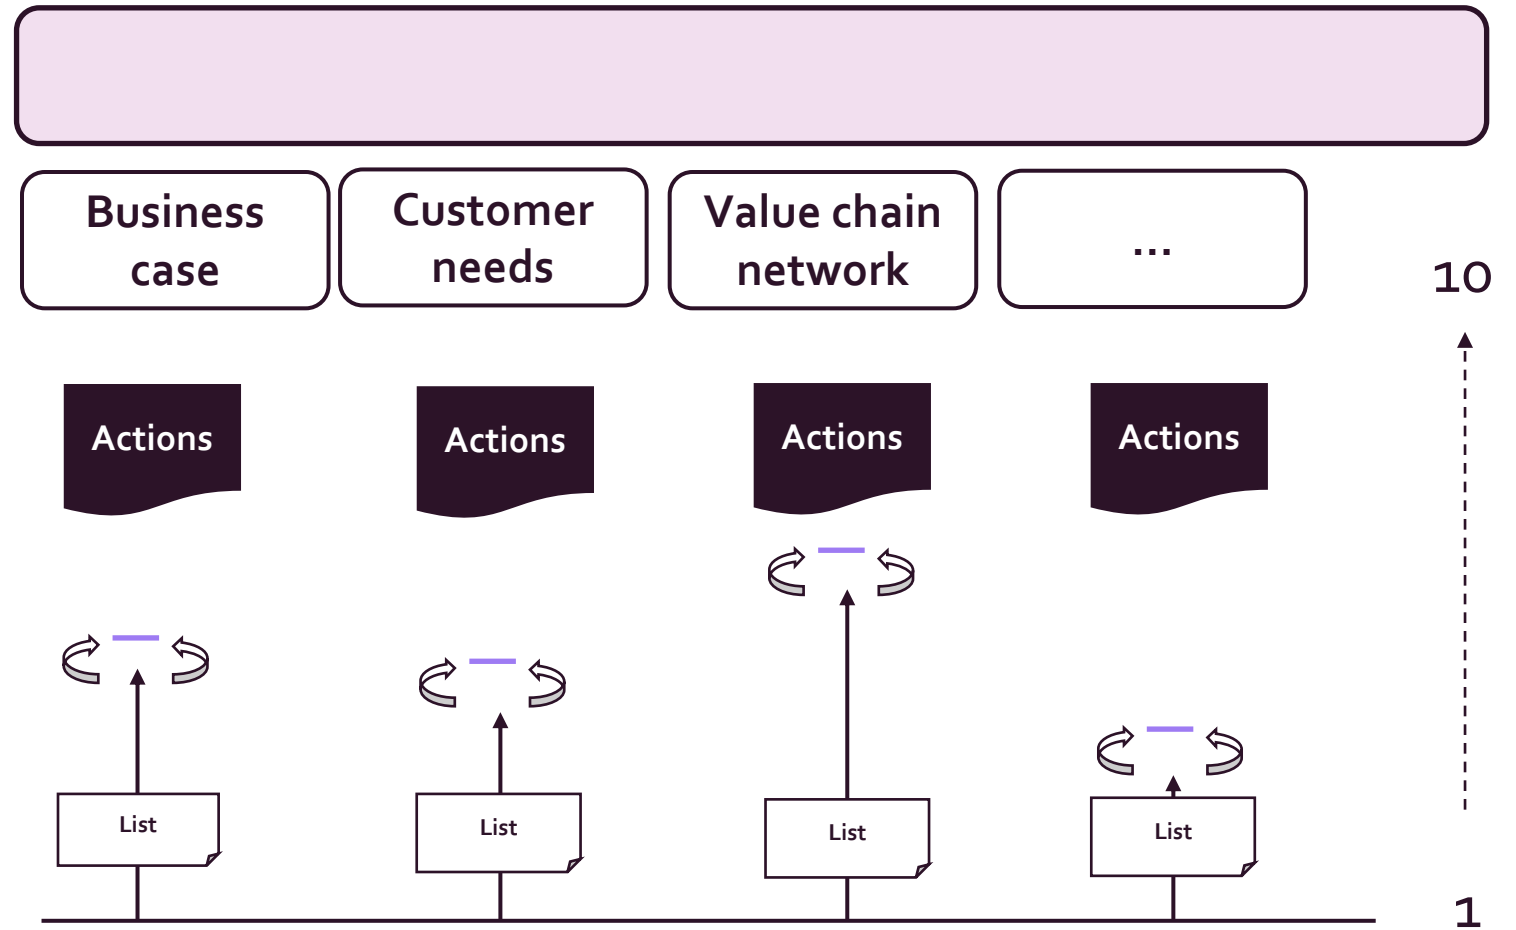 Business
case
Customer
needs
Value chain
network
...
10
Actions
Actions
Actions
Actions
List
List
List
List
1